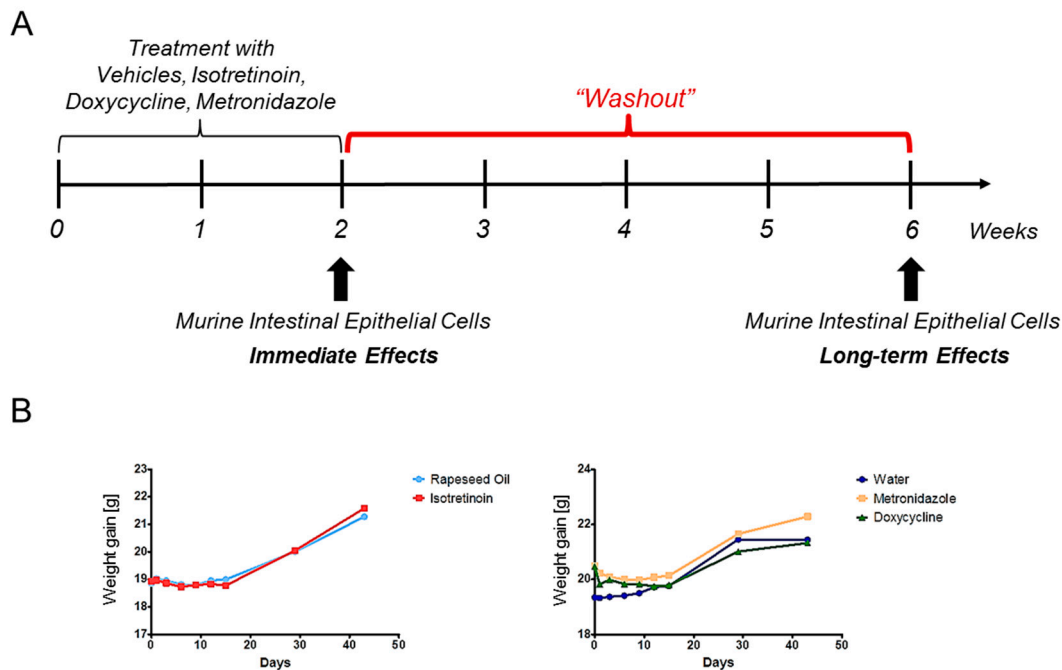 A
Treatment with
Vehicles, Isotretinoin,
Doxycycline, Metronidazole
“Washout”
0 1 2 3 4 5 6 Weeks
Murine Intestinal Epithelial Cells
Immediate Effects
Murine Intestinal Epithelial Cells
Long-term Effects
B
Weight gain [g]
23
22
21
20
19
18
17
0 10 20 30 40 50
Days
Rapeseed Oil
Isotretinoin
Weight gain [g]
24
22
20
18
0 10 20 30 40 50
Days
Water
Metronidazole
Doxycycline